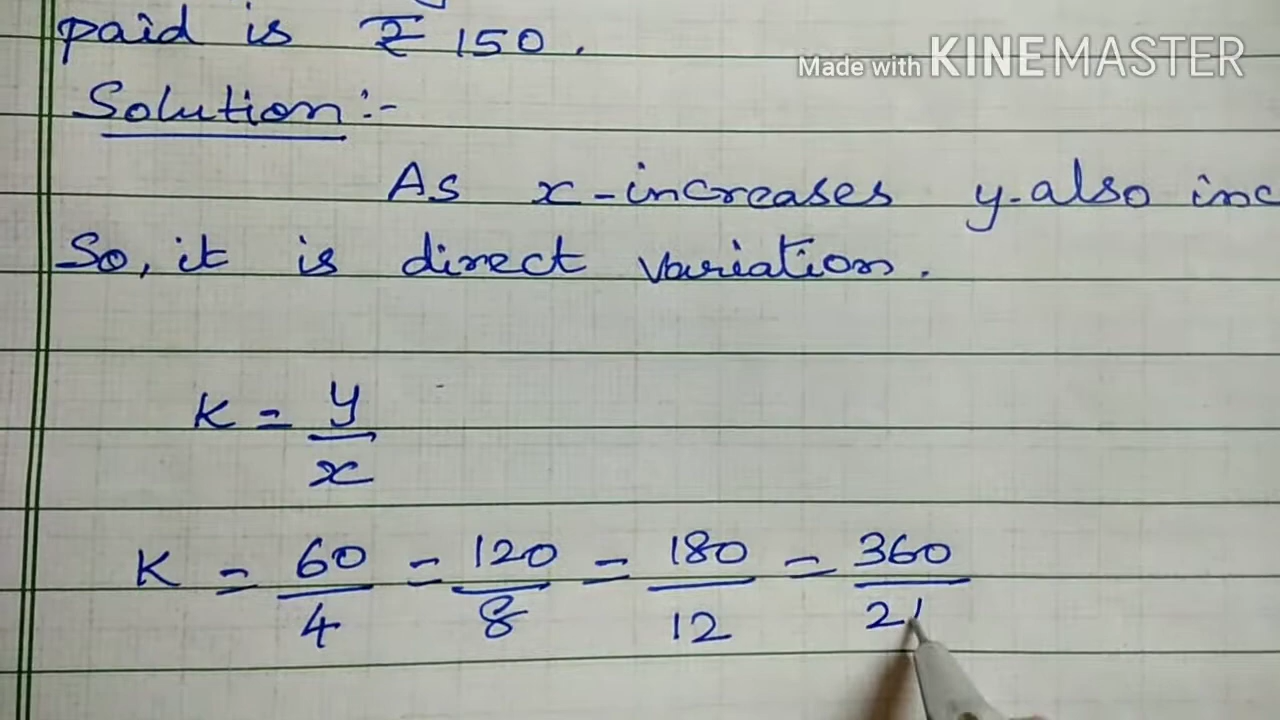 paid is ₹ 150.
Made with KINEMASTER
Solution :-
As x-increases y-also inc
So, it is direct variation.
K = y/x
K = 60/4 = 120/8 = 180/12 = 360/2